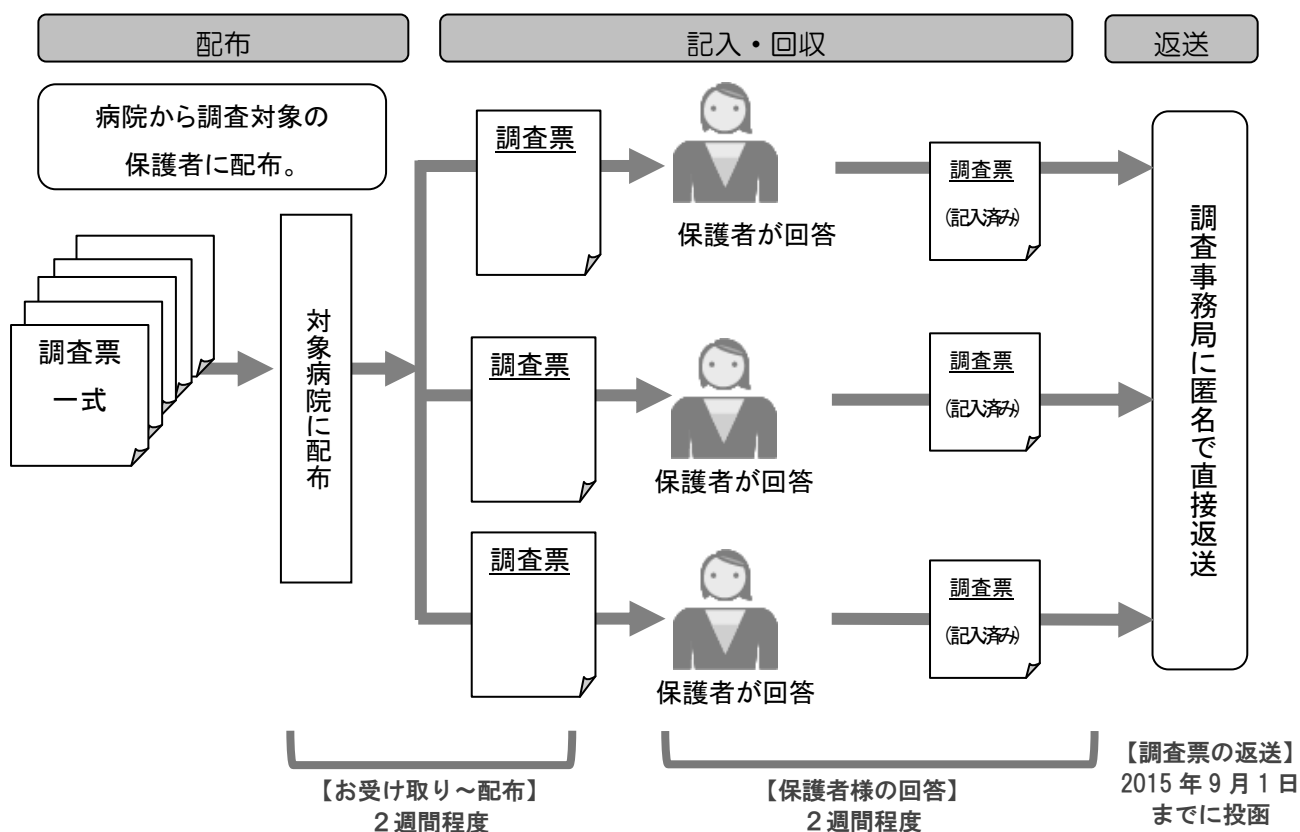 配布
記入・回収
返送
病院から調査対象の
保護者に配布。
調査票
一式
対象病院に配布
調査票
保護者が回答
調査票
(記入済み)
調査票
保護者が回答
調査票
(記入済み)
調査票
保護者が回答
調査票
(記入済み)
調査事務局に匿名で直接返送
【お受け取り～配布】
２週間程度
【保護者様の回答】
２週間程度
【調査票の返送】
2015 年 9 月 1 日
までに投函